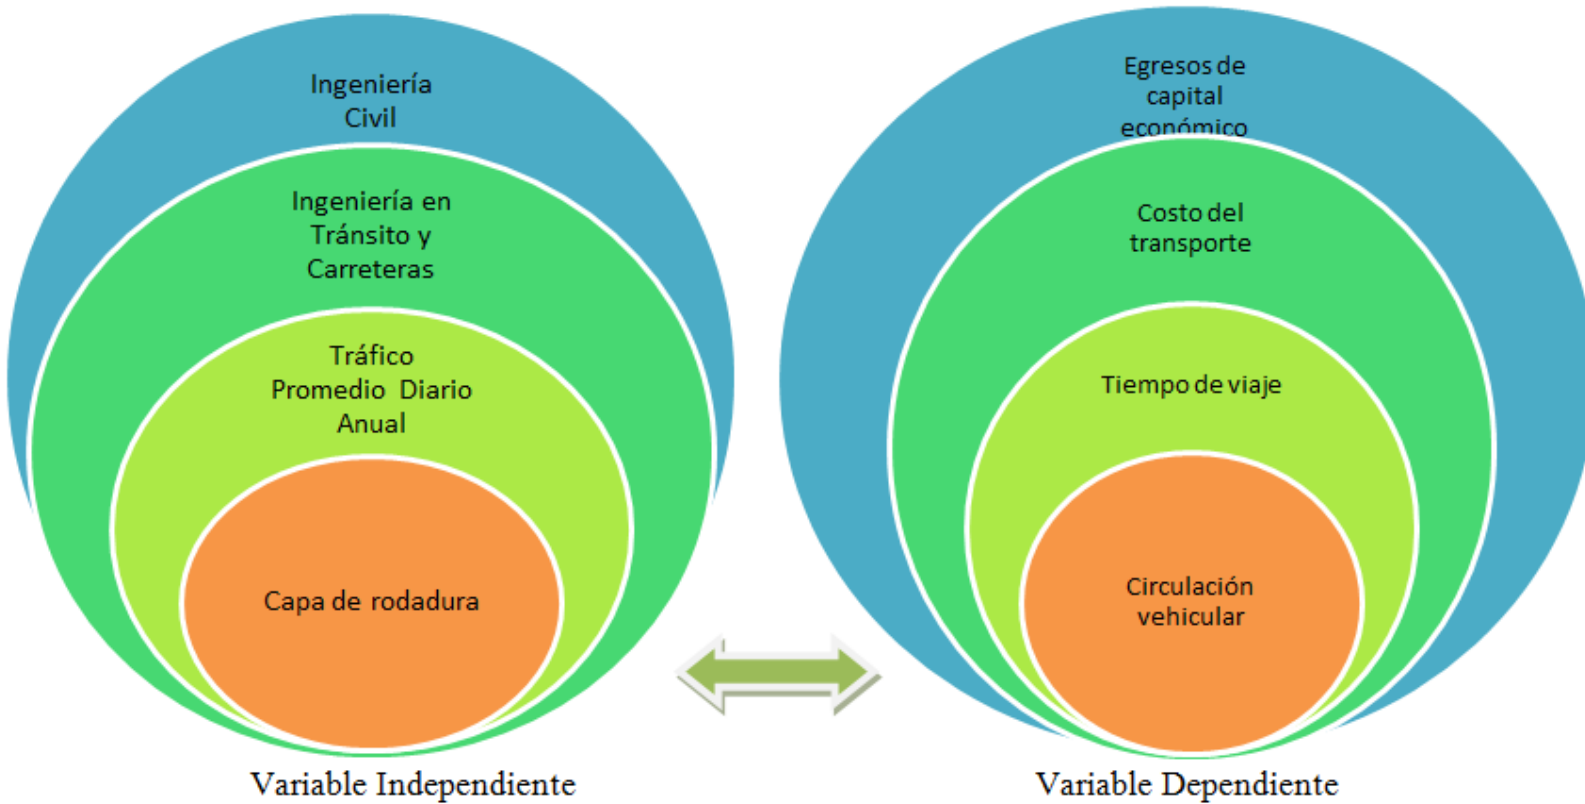 Ingeniería
Civil
Ingeniería en
Tránsito y
Carreteras
Tráfico
Promedio Diario
Anual
Capa de rodadura
Variable Independiente
Egresos de
capital
económico
Costo del
transporte
Tiempo de viaje
Circulación
vehicular
Variable Dependiente